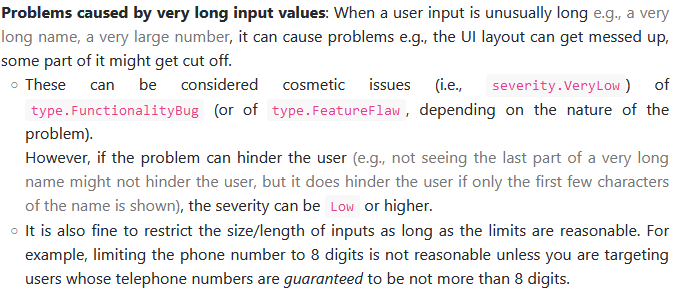 Problems caused by very long input values: When a user input is unusually long e.g., a very
long name, a very large number, it can cause problems e.g., the UI layout can get messed up,
some part of it might get cut off.
○ These can be considered cosmetic issues (i.e., severity.VeryLow) of
type.FunctionalityBug (or of type.FeatureFlaw, depending on the nature of the
problem).
However, if the problem can hinder the user (e.g., not seeing the last part of a very long
name might not hinder the user, but it does hinder the user if only the first few characters
of the name is shown), the severity can be Low or higher.
○ It is also fine to restrict the size/length of inputs as long as the limits are reasonable. For
example, limiting the phone number to 8 digits is not reasonable unless you are targeting
users whose telephone numbers are guaranteed to be not more than 8 digits.